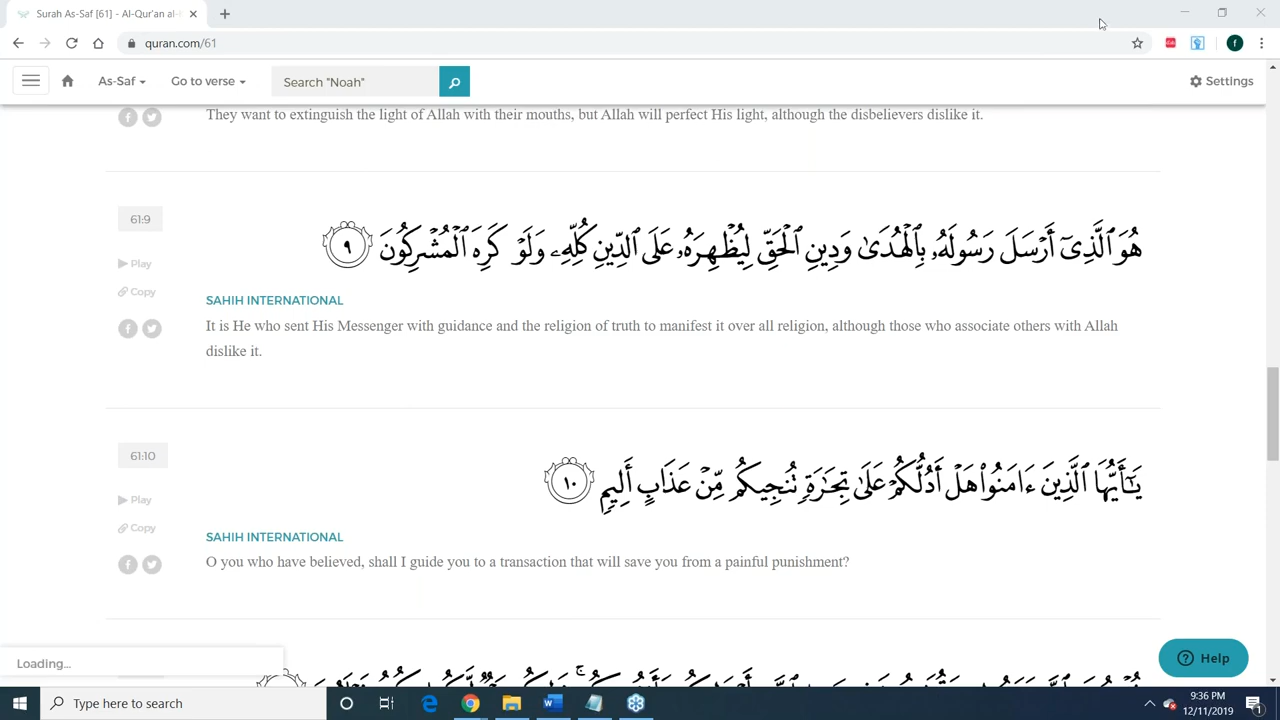 Surah As-Saf [61] - Al-Qur'an al-
quran.com/61
As-Saf
Go to verse
Search "Noah"
Settings
They want to extinguish the light of Allah with their mouths, but Allah will perfect His light, although the disbelievers dislike it.
61:9
هُوَ ٱلَّذِىٓ أَرْسَلَ رَسُولَهُۥ بِٱلْهُدَىٰ وَدِينِ ٱلْحَقِّ لِيُظْهِرَهُۥ عَلَى ٱلدِّينِ كُلِّهِۦ وَلَوْ كَرِهَ ٱلْمُشْرِكُونَ ٩
Play
Copy
SAHIH INTERNATIONAL
It is He who sent His Messenger with guidance and the religion of truth to manifest it over all religion, although those who associate others with Allah
dislike it.
61:10
يَٰٓأَيُّهَا ٱلَّذِينَ ءَامَنُوا۟ هَلْ أَدُلُّكُمْ عَلَىٰ تِجَٰرَةٍ تُنجِيكُم مِّنْ عَذَابٍ أَلِيمٍ ١٠
Play
Copy
SAHIH INTERNATIONAL
O you who have believed, shall I guide you to a transaction that will save you from a painful punishment?
Loading...
Help
Type here to search
9:36 PM
12/11/2019